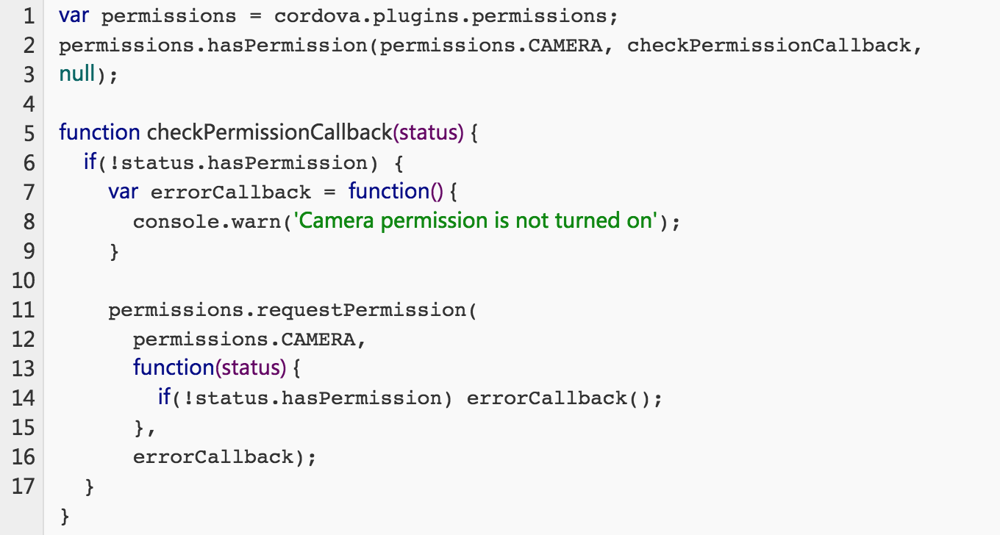 1 var permissions = cordova.plugins.permissions;
2 permissions.hasPermission(permissions.CAMERA, checkPermissionCallback,
3 null);
4
5 function checkPermissionCallback(status) {
6   if(!status.hasPermission) {
7     var errorCallback = function() {
8       console.warn('Camera permission is not turned on');
9     }
10
11     permissions.requestPermission(
12       permissions.CAMERA,
13       function(status) {
14         if(!status.hasPermission) errorCallback();
15       },
16       errorCallback);
17   }
}